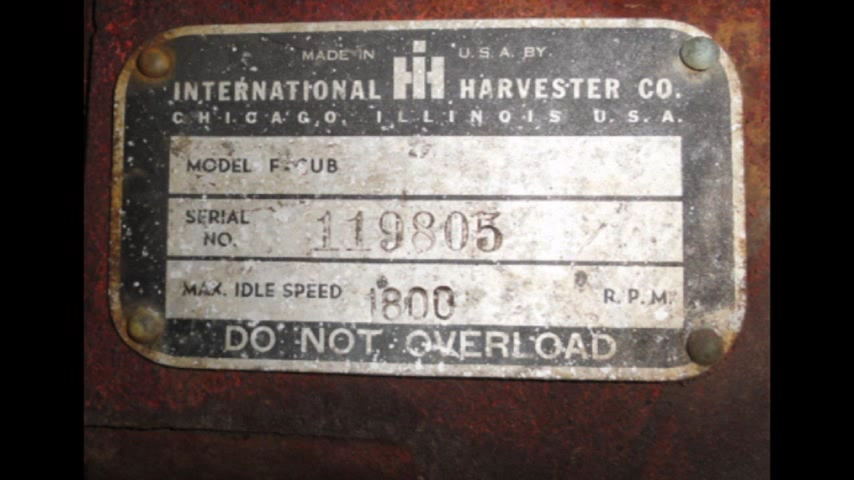 MADE IN U.S.A. BY
INTERNATIONAL IH HARVESTER CO.
CHICAGO, ILLINOIS U.S.A.
MODEL F-CUB
SERIAL NO. 119805
MAX. IDLE SPEED 1800 R.P.M.
DO NOT OVERLOAD